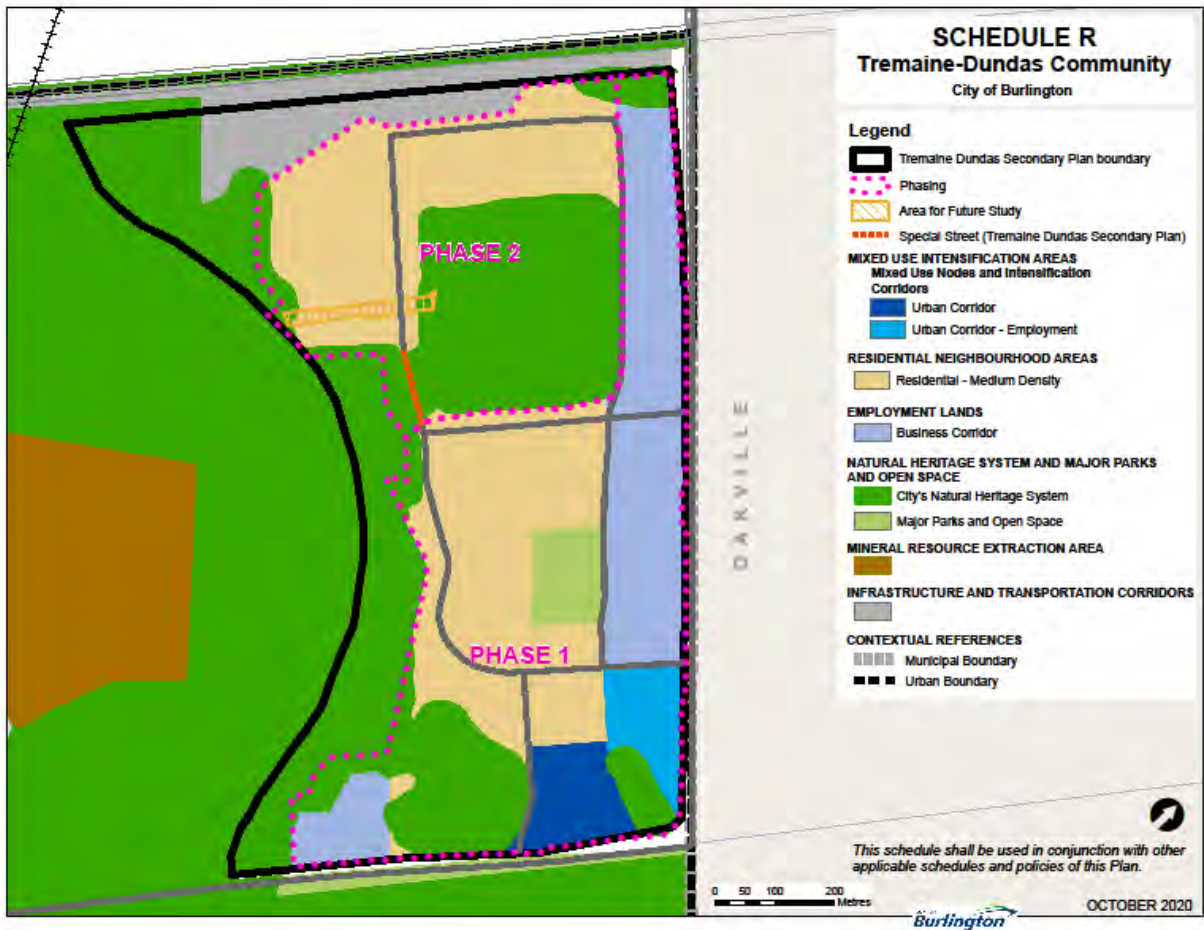 SCHEDULE R
Tremaine-Dundas Community
City of Burlington
Legend
Tremaine Dundas Secondary Plan boundary
Phasing
Area for Future Study
Special Street (Tremaine Dundas Secondary Plan)
MIXED USE INTENSIFICATION AREAS
Mixed Use Nodes and Intensification
Corridors
Urban Corridor
Urban Corridor - Employment
RESIDENTIAL NEIGHBOURHOOD AREAS
Residential - Medium Density
EMPLOYMENT LANDS
Business Corridor
NATURAL HERITAGE SYSTEM AND MAJOR PARKS
AND OPEN SPACE
City's Natural Heritage System
Major Parks and Open Space
MINERAL RESOURCE EXTRACTION AREA
INFRASTRUCTURE AND TRANSPORTATION CORRIDORS
CONTEXTUAL REFERENCES
Municipal Boundary
Urban Boundary
PHASE 2
OAKVILLE
PHASE 1
This schedule shall be used in conjunction with other
applicable schedules and policies of this Plan.
0 50 100 200
Metres
OCTOBER 2020
Burlington